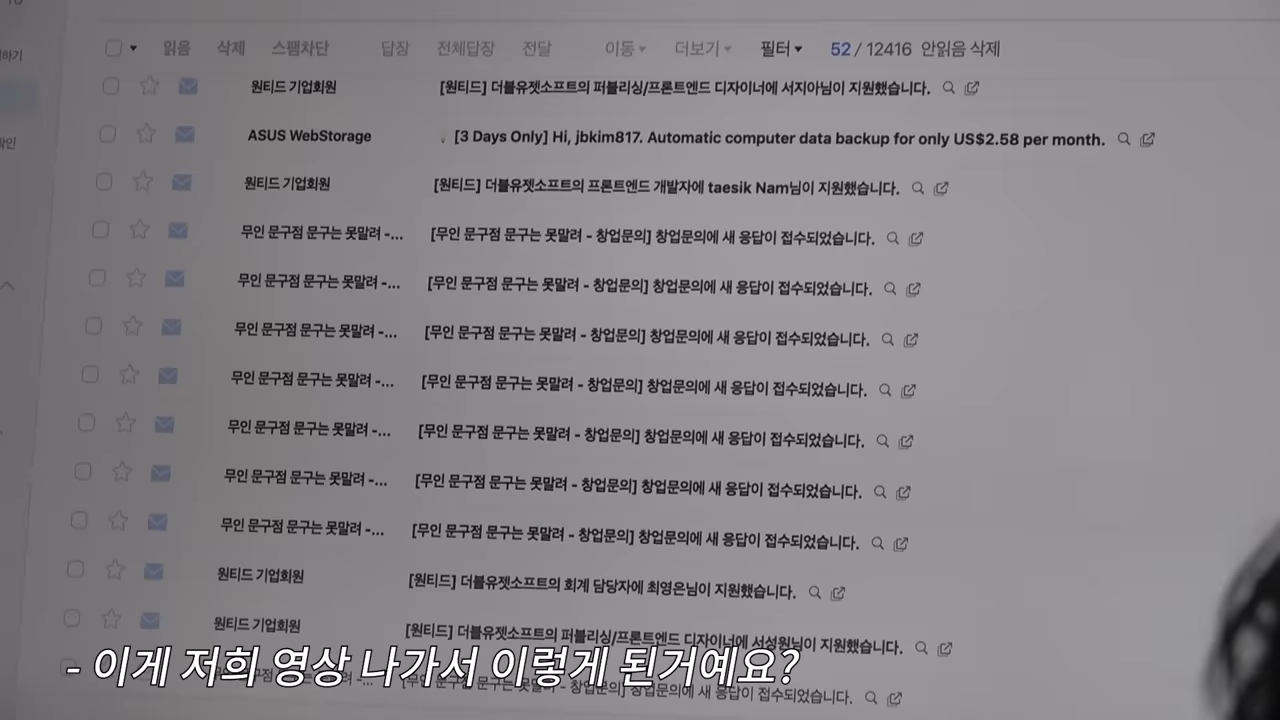 읽음 삭제 스팸차단 답장 전체답장 전달 이동 더보기 필터 52 / 12416 안읽음 삭제
원티드 기업회원 [원티드] 더블유젯소프트의 퍼블리싱/프론트엔드 디자이너에 서지아님이 지원했습니다.
ASUS WebStorage [3 Days Only] Hi, jbkim817. Automatic computer data backup for only US$2.58 per month.
원티드 기업회원 [원티드] 더블유젯소프트의 프론트엔드 개발자에 taesik Nam님이 지원했습니다.
무인 문구점 문구는 못말려 -... [무인 문구점 문구는 못말려 - 창업문의] 창업문의에 새 응답이 접수되었습니다.
무인 문구점 문구는 못말려 -... [무인 문구점 문구는 못말려 - 창업문의] 창업문의에 새 응답이 접수되었습니다.
무인 문구점 문구는 못말려 -... [무인 문구점 문구는 못말려 - 창업문의] 창업문의에 새 응답이 접수되었습니다.
무인 문구점 문구는 못말려 -... [무인 문구점 문구는 못말려 - 창업문의] 창업문의에 새 응답이 접수되었습니다.
무인 문구점 문구는 못말려 -... [무인 문구점 문구는 못말려 - 창업문의] 창업문의에 새 응답이 접수되었습니다.
무인 문구점 문구는 못말려 -... [무인 문구점 문구는 못말려 - 창업문의] 창업문의에 새 응답이 접수되었습니다.
무인 문구점 문구는 못말려 -... [무인 문구점 문구는 못말려 - 창업문의] 창업문의에 새 응답이 접수되었습니다.
원티드 기업회원 [원티드] 더블유젯소프트의 회계 담당자에 최영은님이 지원했습니다.
원티드 기업회원 [원티드] 더블유젯소프트의 퍼블리싱/프론트엔드 디자이너에 서성원님이 지원했습니다.
- 이게 저희 영상 나가서 이렇게 된거예요?
창업문의] 창업문의에 새 응답이 접수되었습니다.